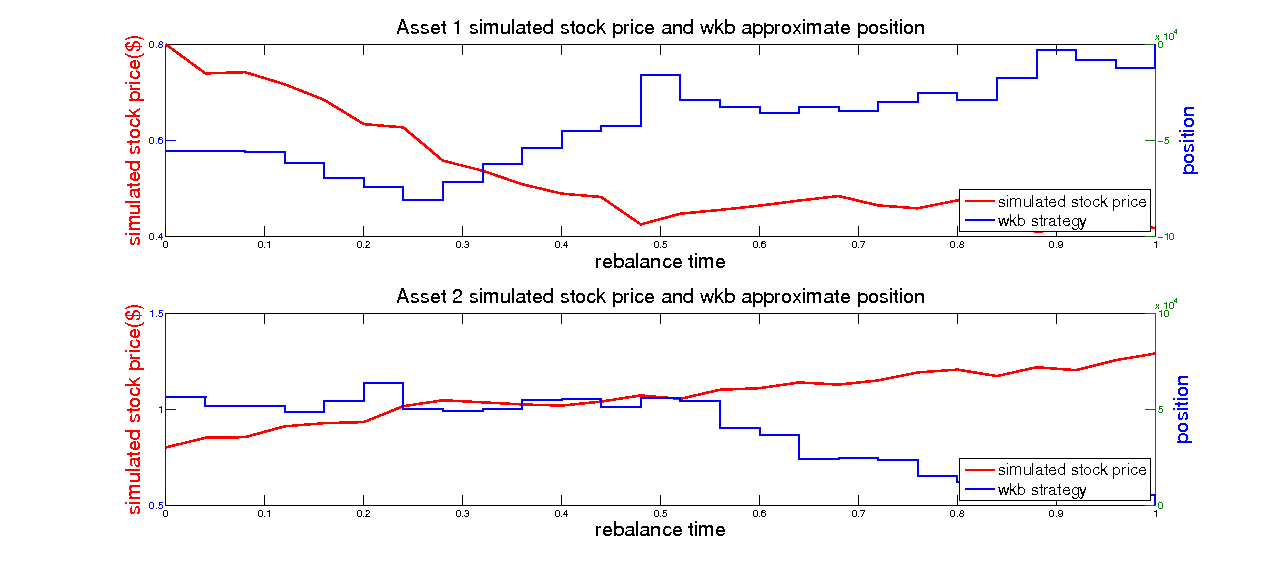 Asset 1 simulated stock price and wkb approximate position
x 10^4
simulated stock price($)
0.8
0.6
0.4
0
−5
−10
position
simulated stock price
wkb strategy
0 0.1 0.2 0.3 0.4 0.5 0.6 0.7 0.8 0.9 1
rebalance time
Asset 2 simulated stock price and wkb approximate position
x 10^4
simulated stock price($)
1.5
1
0.5
10
5
0
position
simulated stock price
wkb strategy
0 0.1 0.2 0.3 0.4 0.5 0.6 0.7 0.8 0.9 1
rebalance time